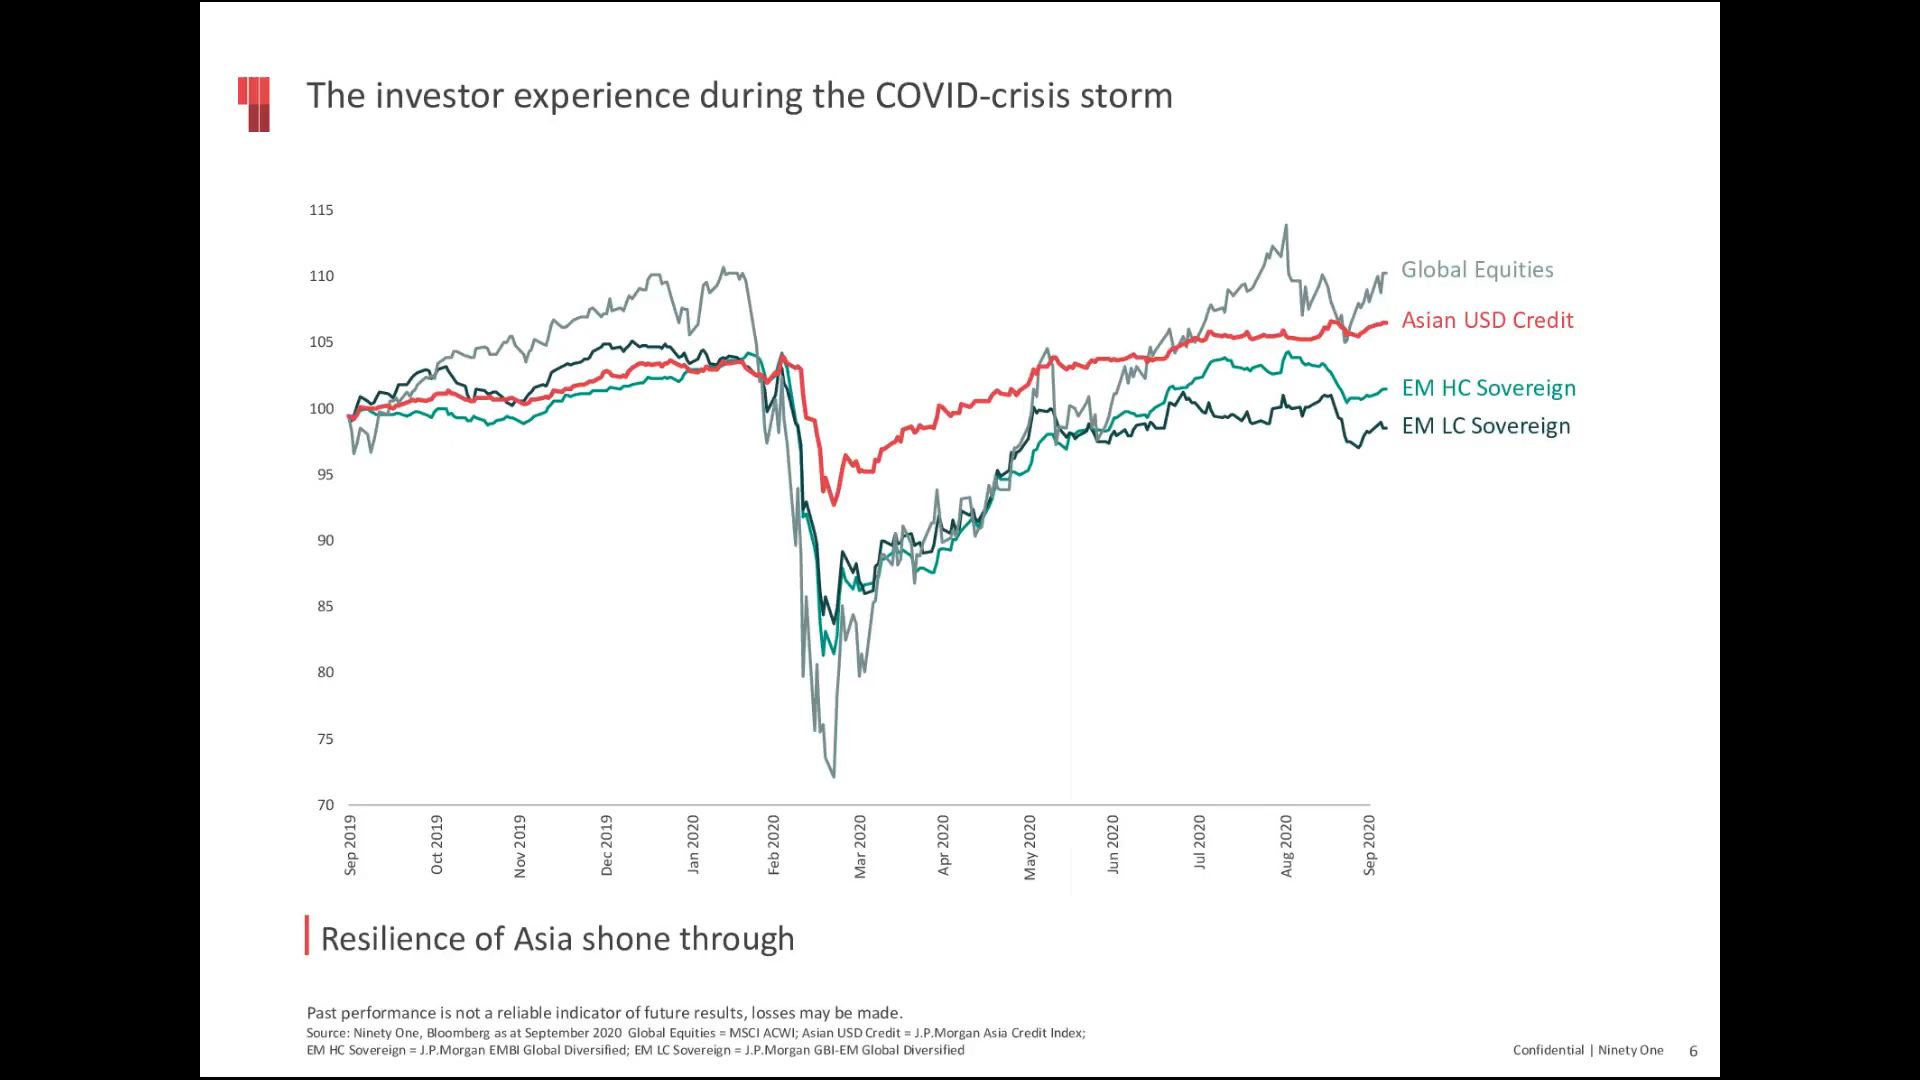 The investor experience during the COVID-crisis storm
115
110
105
100
95
90
85
80
75
70
Global Equities
Asian USD Credit
EM HC Sovereign
EM LC Sovereign
Sep 2019
Oct 2019
Nov 2019
Dec 2019
Jan 2020
Feb 2020
Mar 2020
Apr 2020
May 2020
Jun 2020
Jul 2020
Aug 2020
Sep 2020
Resilience of Asia shone through
Past performance is not a reliable indicator of future results, losses may be made.
Source: Ninety One, Bloomberg as at September 2020 Global Equities = MSCI ACWI; Asian USD Credit = J.P.Morgan Asia Credit Index;
EM HC Sovereign = J.P.Morgan EMBI Global Diversified; EM LC Sovereign = J.P.Morgan GBI-EM Global Diversified
Confidential | Ninety One 6